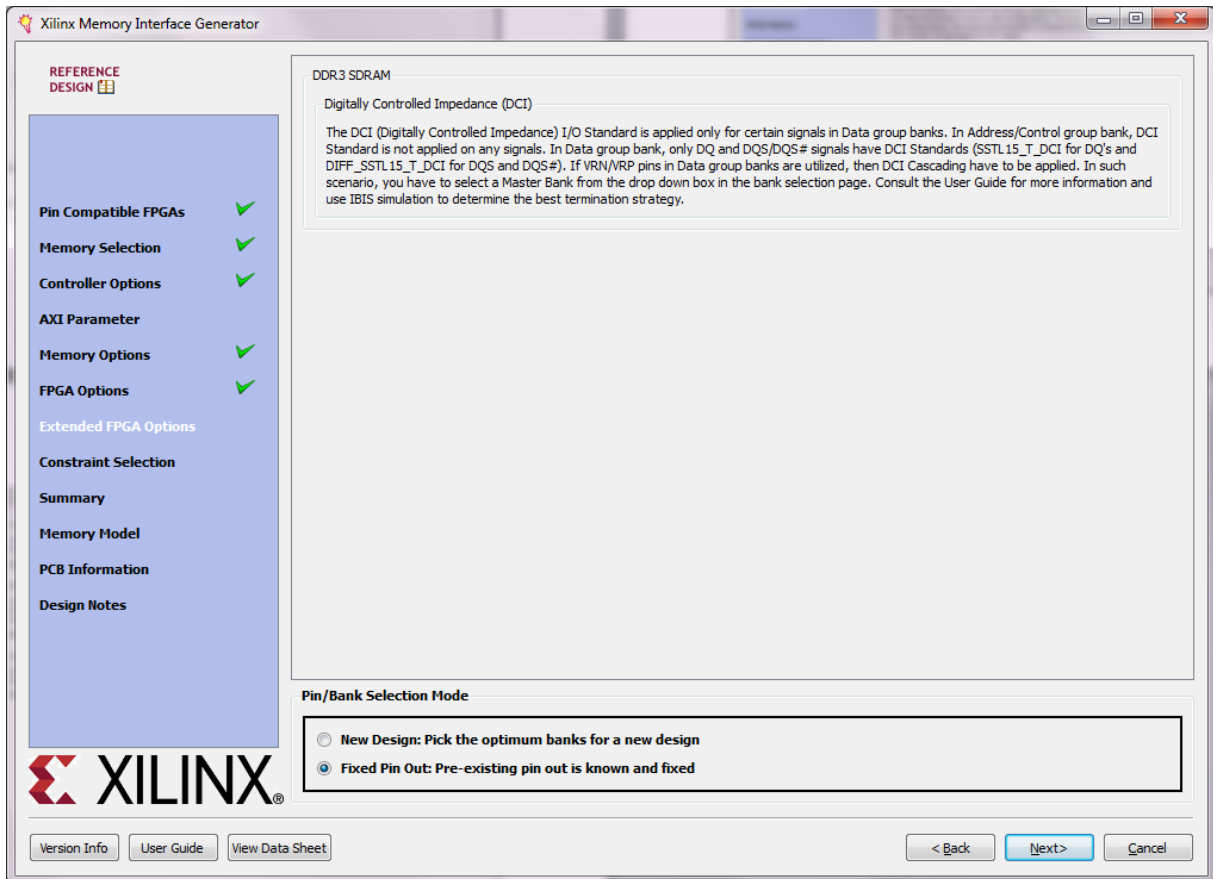 Xilinx Memory Interface Generator
REFERENCE
DESIGN
Pin Compatible FPGAs
Memory Selection
Controller Options
AXI Parameter
Memory Options
FPGA Options
Extended FPGA Options
Constraint Selection
Summary
Memory Model
PCB Information
Design Notes
XILINX®
DDR3 SDRAM
Digitally Controlled Impedance (DCI)
The DCI (Digitally Controlled Impedance) I/O Standard is applied only for certain signals in Data group banks. In Address/Control group bank, DCI
Standard is not applied on any signals. In Data group bank, only DQ and DQS/DQS# signals have DCI Standards (SSTL15_T_DCI for DQ's and
DIFF_SSTL15_T_DCI for DQS and DQS#). If VRN/VRP pins in Data group banks are utilized, then DCI Cascading have to be applied. In such
scenario, you have to select a Master Bank from the drop down box in the bank selection page. Consult the User Guide for more information and
use IBIS simulation to determine the best termination strategy.
Pin/Bank Selection Mode
New Design: Pick the optimum banks for a new design
Fixed Pin Out: Pre-existing pin out is known and fixed
Version Info
User Guide
View Data Sheet
< Back
Next>
Cancel